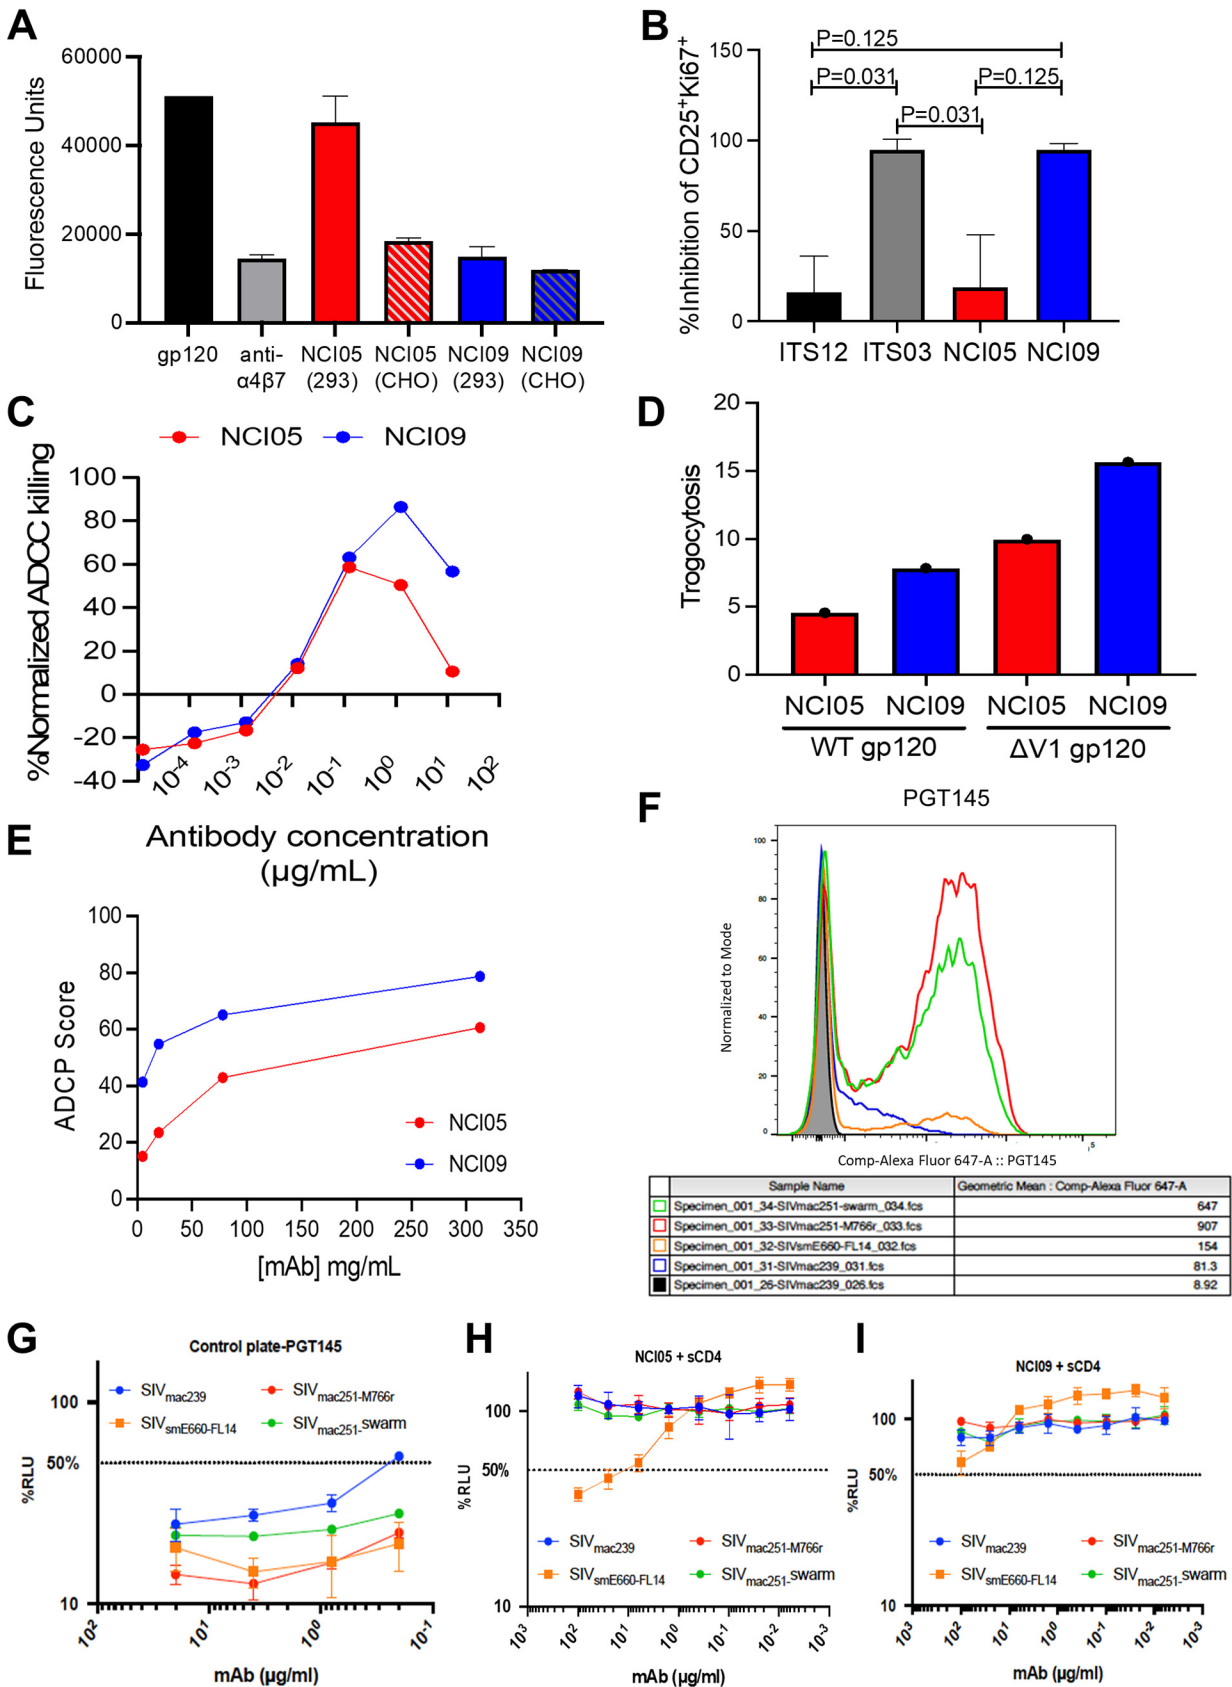 A
Fluorescence Units
60000
40000
20000
0
gp120
anti-
α4β7
NCI05
(293)
NCI05
(CHO)
NCI09
(293)
NCI09
(CHO)
B
%Inhibition of CD25+Ki67+
150
100
50
0
P=0.125
P=0.031
P=0.125
P=0.031
ITS12 ITS03 NCI05 NCI09
C
NCI05 NCI09
%Normalized ADCC killing
100
80
60
40
20
0
-20
-40
10-4 10-3 10-2 10-1 100 101 102
Antibody concentration
(µg/mL)
D
Trogocytosis
20
15
10
5
0
NCI05 NCI09 NCI05 NCI09
WT gp120 ΔV1 gp120
E
ADCP Score
100
80
60
40
20
0
NCI05
NCI09
0 50 100 150 200 250 300 350
[mAb] mg/mL
F
PGT145
Normalized to Mode
100
80
60
40
20
0
5
Comp-Alexa Fluor 647-A :: PGT145
Sample Name Geometric Mean : Comp-Alexa Fluor 647-A
Specimen_001_34-SIVmac251-swarm_034.fcs 647
Specimen_001_33-SIVmac251-M766r_033.fcs 907
Specimen_001_32-SIVsmE660-FL14_032.fcs 154
Specimen_001_31-SIVmac239_031.fcs 81.3
Specimen_001_26-SIVmac239_026.fcs 8.92
G
Control plate-PGT145
SIVmac239 SIVmac251-M766r
SIVsmE660-FL14 SIVmac251-swarm
%RLU
100
50%
10
102 101 100 10-1
mAb (µg/ml)
H
NCI05 + sCD4
%RLU
100
50%
10
SIVmac239 SIVmac251-M766r
SIVsmE660-FL14 SIVmac251-swarm
103 102 101 100 10-1 10-2 10-3
mAb (µg/ml)
I
NCI09 + sCD4
%RLU
100
50%
10
SIVmac239 SIVmac251-M766r
SIVsmE660-FL14 SIVmac251-swarm
103 102 101 100 10-1 10-2 10-3
mAb (µg/ml)